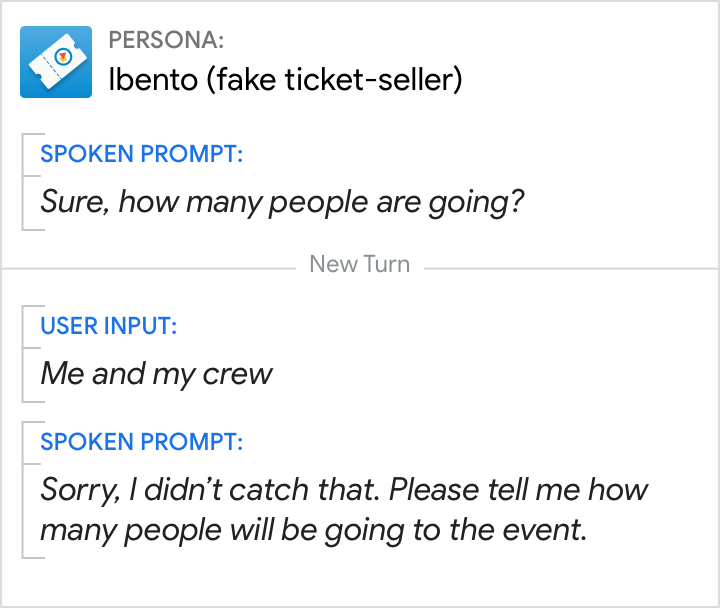 PERSONA:
lbento (fake ticket-seller)
SPOKEN PROMPT:
Sure, how many people are going?
New Turn
USER INPUT:
Me and my crew
SPOKEN PROMPT:
Sorry, I didn’t catch that. Please tell me how
many people will be going to the event.